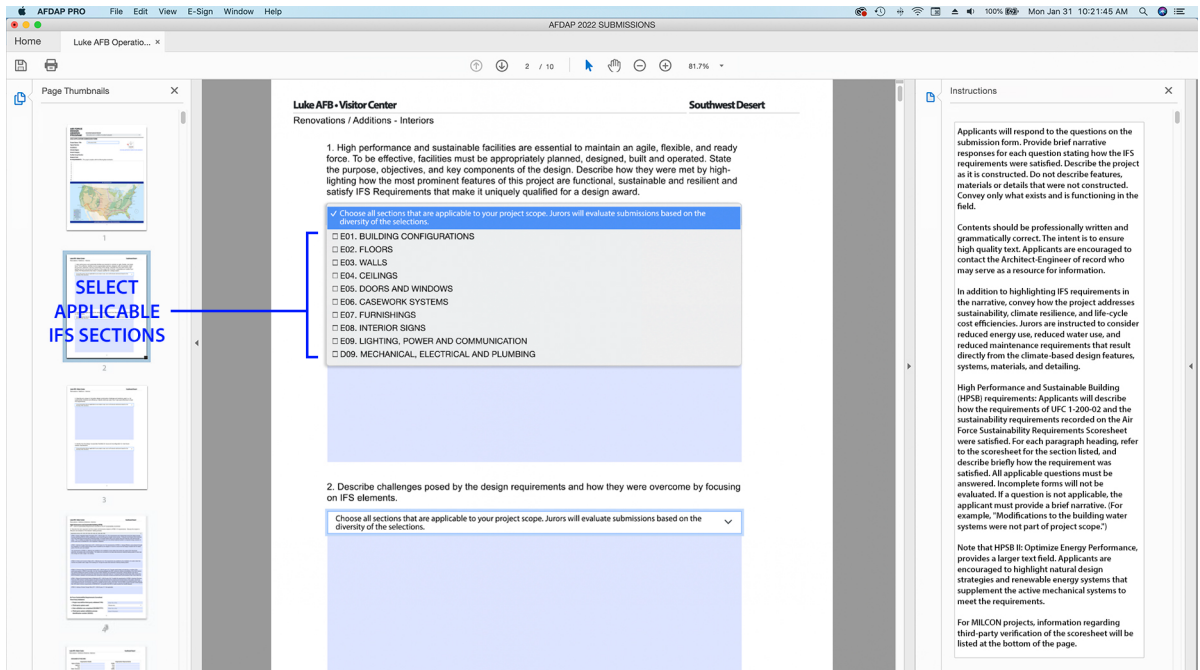 AFDAP PRO File Edit View E-Sign Window Help
100% Mon Jan 31 10:21:45 AM
AFDAP 2022 SUBMISSIONS
Home Luke AFB Operatio... ×
2 / 10 81.7%
Page Thumbnails
1
SELECT
APPLICABLE
IFS SECTIONS
2
3
Luke AFB • Visitor Center Southwest Desert
Renovations / Additions - Interiors
1. High performance and sustainable facilities are essential to maintain an agile, flexible, and ready
force. To be effective, facilities must be appropriately planned, designed, built and operated. State
the purpose, objectives, and key components of the design. Describe how they were met by high-
lighting how the most prominent features of this project are functional, sustainable and resilient and
satisfy IFS Requirements that make it uniquely qualified for a design award.
✓ Choose all sections that are applicable to your project scope. Jurors will evaluate submissions based on the
diversity of the selections.
□ E01. BUILDING CONFIGURATIONS
□ E02. FLOORS
□ E03. WALLS
□ E04. CEILINGS
□ E05. DOORS AND WINDOWS
□ E06. CASEWORK SYSTEMS
□ E07. FURNISHINGS
□ E08. INTERIOR SIGNS
□ E09. LIGHTING, POWER AND COMMUNICATION
□ D09. MECHANICAL, ELECTRICAL AND PLUMBING
2. Describe challenges posed by the design requirements and how they were overcome by focusing
on IFS elements.
Choose all sections that are applicable to your project scope. Jurors will evaluate submissions based on the
diversity of the selections.
Instructions
Applicants will respond to the questions on the
submission form. Provide brief narrative
responses for each question stating how the IFS
requirements were satisfied. Describe the project
as it is constructed. Do not describe features,
materials or details that were not constructed.
Convey only what exists and is functioning in the
field.
Contents should be professionally written and
grammatically correct. The intent is to ensure
high quality text. Applicants are encouraged to
contact the Architect-Engineer of record who
may serve as a resource for information.
In addition to highlighting IFS requirements in
the narrative, convey how the project addresses
sustainability, climate resilience, and life-cycle
cost efficiencies. Jurors are instructed to consider
reduced energy use, reduced water use, and
reduced maintenance requirements that result
directly from the climate-based design features,
systems, materials, and detailing.
High Performance and Sustainable Building
(HPSB) requirements: Applicants will describe
how the requirements of UFC 1-200-02 and the
sustainability requirements recorded on the Air
Force Sustainability Requirements Scoresheet
were satisfied. For each paragraph heading, refer
to the scoresheet for the section listed, and
describe briefly how the requirement was
satisfied. All applicable questions must be
answered. Incomplete forms will not be
evaluated. If a question is not applicable, the
applicant must provide a brief narrative. (For
example, "Modifications to the building water
systems were not part of project scope.")
Note that HPSB II: Optimize Energy Performance,
provides a larger text field. Applicants are
encouraged to highlight natural design
strategies and renewable energy systems that
supplement the active mechanical systems to
meet the requirements.
For MILCON projects, information regarding
third-party verification of the scoresheet will be
listed at the bottom of the page.